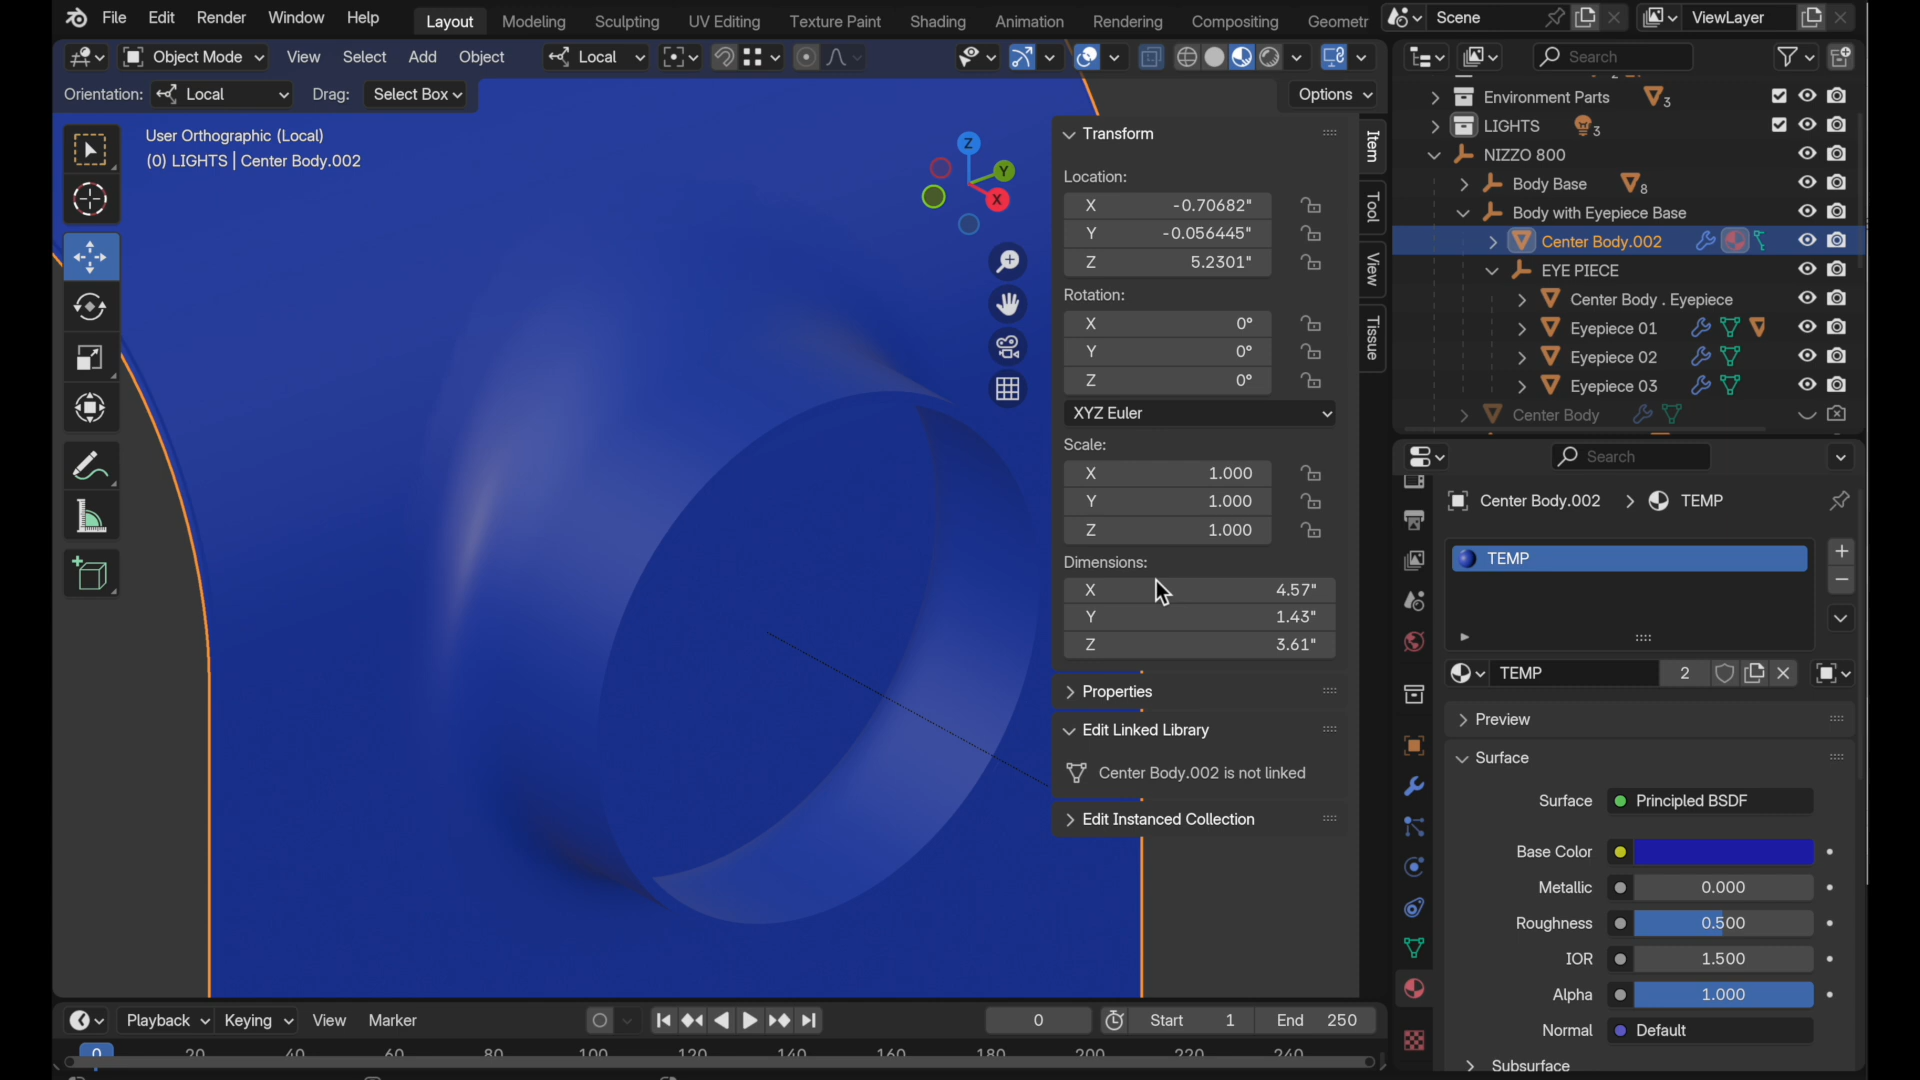 File Edit Render Window Help Layout Modeling Sculpting UV Editing Texture Paint Shading Animation Rendering Compositing Geometr Scene ViewLayer
Object Mode View Select Add Object Local Search
Orientation: Local Drag: Select Box Options
User Orthographic (Local)
(0) LIGHTS | Center Body.002
Z
Y
X
Transform
Location:
X -0.70682"
Y -0.056445"
Z 5.2301"
Rotation:
X 0°
Y 0°
Z 0°
XYZ Euler
Scale:
X 1.000
Y 1.000
Z 1.000
Dimensions:
X 4.57"
Y 1.43"
Z 3.61"
Properties
Edit Linked Library
Center Body.002 is not linked
Edit Instanced Collection
Item
Tool
View
Tissue
Environment Parts 3
LIGHTS 3
NIZZO 800
Body Base 8
Body with Eyepiece Base
Center Body.002
EYE PIECE
Center Body . Eyepiece
Eyepiece 01
Eyepiece 02
Eyepiece 03
Center Body
Search
Center Body.002 TEMP
TEMP
TEMP 2
Preview
Surface
Surface Principled BSDF
Base Color
Metallic 0.000
Roughness 0.500
IOR 1.500
Alpha 1.000
Normal Default
Subsurface
Playback Keying View Marker 0 Start 1 End 250
0 20 40 60 80 100 120 140 160 180 200 220 240